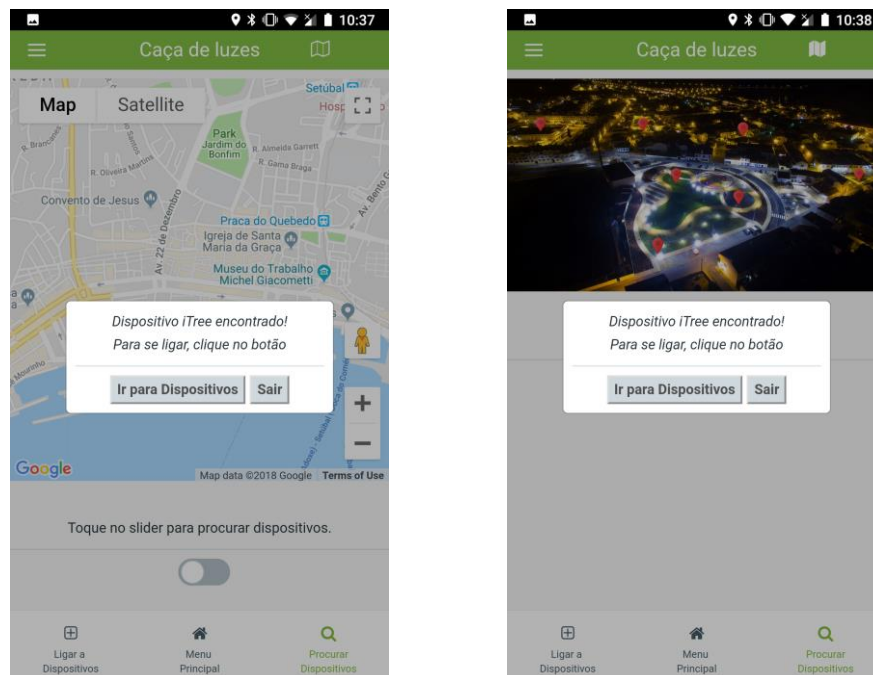 10:37
Caça de luzes
Map
Satellite
Setúbal
Park
Jardim do
Bonfim
R. Almeida Garrett
R. Gama Braga
R. Oliveira Martins
Convento de Jesus
Av. 22 de Dezembro
Praca do Quebedo
Igreja de Santa
Maria da Graça
Museu do Trabalho
Michel Giacometti
Dispositivo iTree encontrado!
Para se ligar, clique no botão
Ir para Dispositivos
Sair
+
−
Google
Map data ©2018 Google
Terms of Use
Toque no slider para procurar dispositivos.
Ligar a
Dispositivos
Menu
Principal
Procurar
Dispositivos
10:38
Caça de luzes
Dispositivo iTree encontrado!
Para se ligar, clique no botão
Ir para Dispositivos
Sair
Ligar a
Dispositivos
Menu
Principal
Procurar
Dispositivos